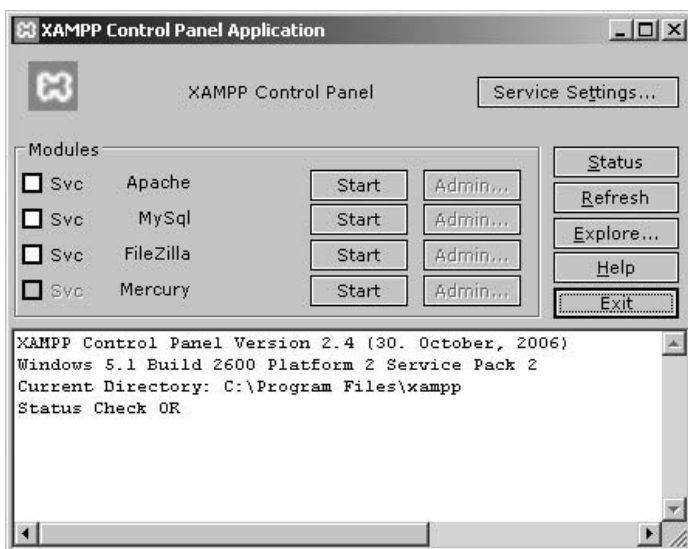 XAMPP Control Panel Application
XAMPP Control Panel
Service Settings...
Modules
Svc Apache Start Admin...
Svc MySql Start Admin...
Svc FileZilla Start Admin...
Svc Mercury Start Admin...
Status
Refresh
Explore...
Help
Exit
XAMPP Control Panel Version 2.4 (30. October, 2006)
Windows 5.1 Build 2600 Platform 2 Service Pack 2
Current Directory: C:\Program Files\xampp
Status Check OK